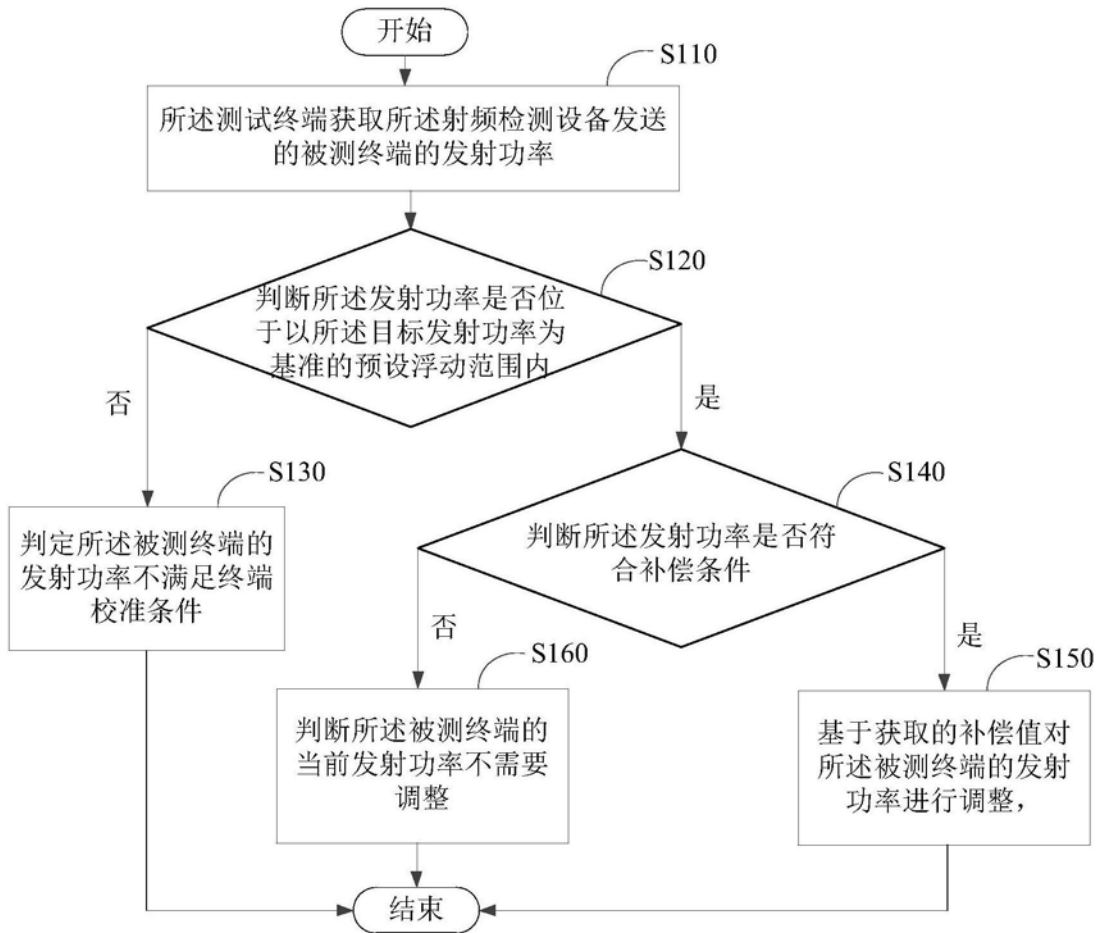 开始
S110
所述测试终端获取所述射频检测设备发送
的被测终端的发射功率
S120
判断所述发射功率是否位
于以所述目标发射功率为
基准的预设浮动范围内
否
是
S130
判定所述被测终端的
发射功率不满足终端
校准条件
S140
判断所述发射功率是否符
合补偿条件
否
是
S160
判断所述被测终端的
当前发射功率不需要
调整
S150
基于获取的补偿值对
所述被测终端的发射
功率进行调整，
结束